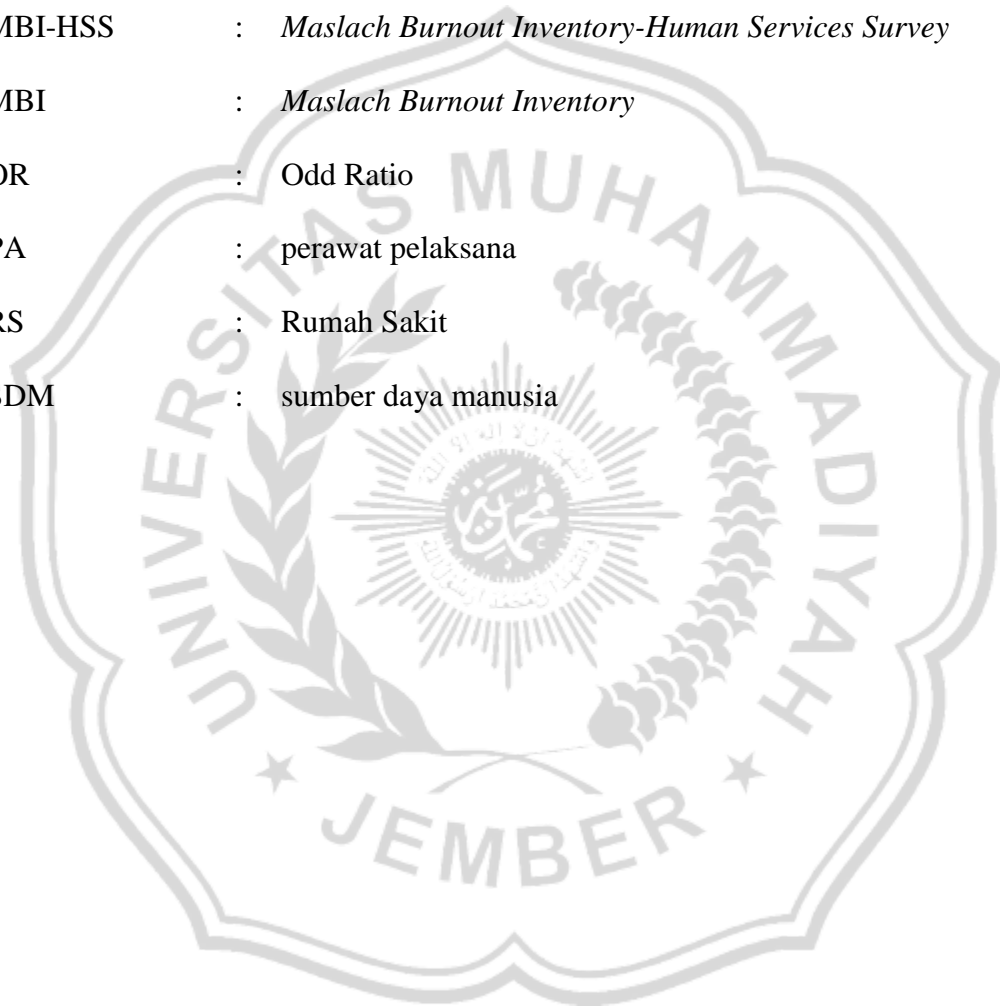 MBI-HSS : Maslach Burnout Inventory-Human Services Survey
MBI : Maslach Burnout Inventory
OR : Odd Ratio
PA : perawat pelaksana
RS : Rumah Sakit
SDM : sumber daya manusia
UNIVERSITAS MUHAMMADIYAH
JEMBER